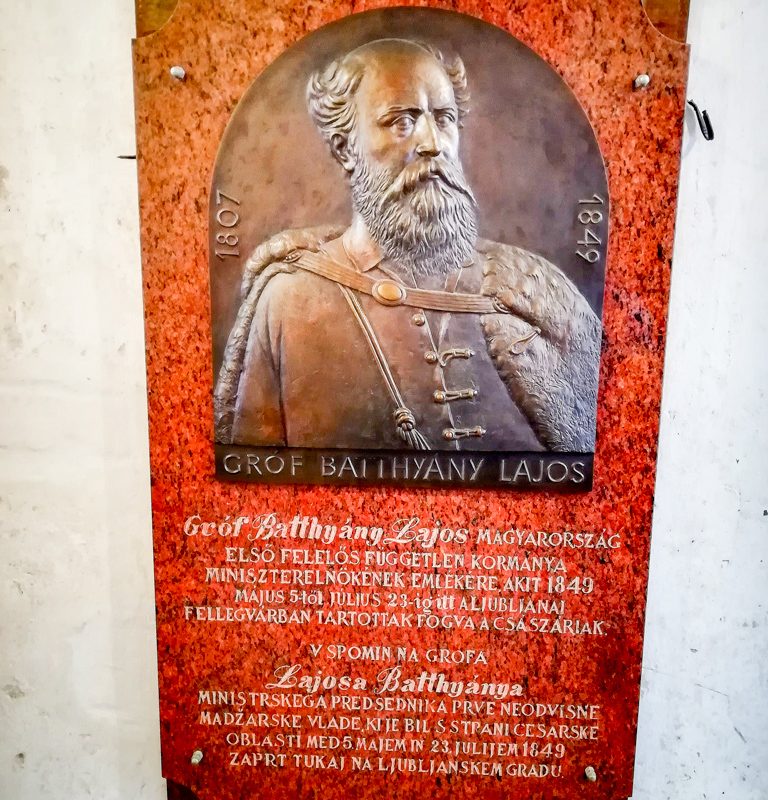 1807
1849
GRÓF BATTHYÁNY LAJOS
Gróf Batthyány Lajos MAGYARORSZÁG
ELSŐ FELELŐS FÜGGETLEN KORMÁNYA
MINISZTERELNÖKÉNEK EMLÉKÉRE, AKIT 1849
MÁJUS 5-től JÚLIUS 23-ig itt A LJUBLJANAI
FELLEGVÁRBAN TARTOTTAK FOGVA A CSÁSZÁRIAK.
V SPOMIN NA GROFA
Lajosa Batthyánya
MINISTRSKEGA PREDSEDNIKA PRVE NEODVISNE
MADŽARSKE VLADE, KI JE BIL S STRANI CESARSKE
OBLASTI MED 5. MAJEM IN 23. JULIJEM 1849
ZAPRT TUKAJ NA LJUBLJANSKEM GRADU.